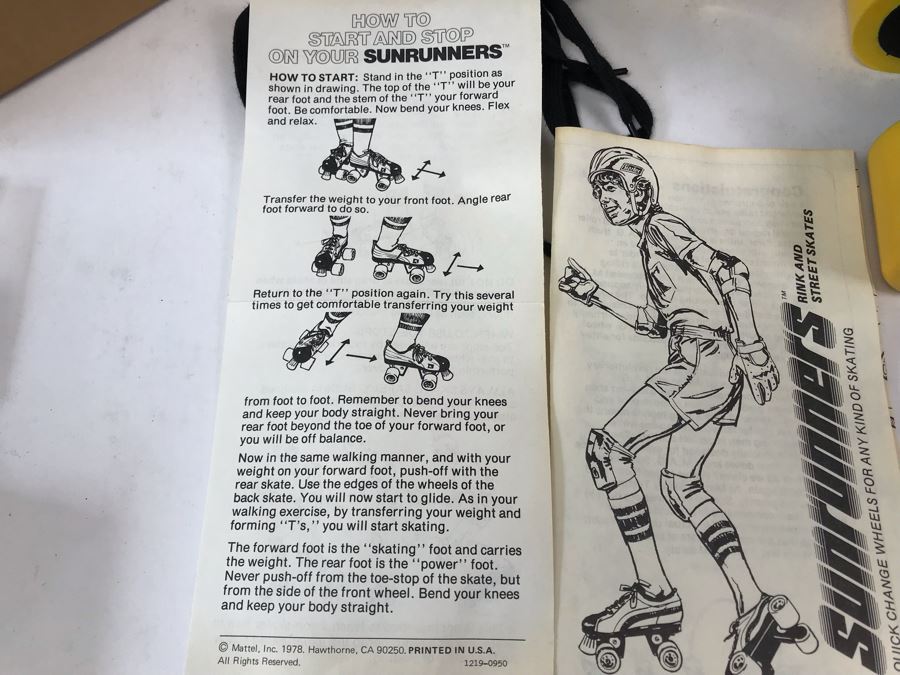 HOW TO
START AND STOP
ON YOUR SUNRUNNERS™
HOW TO START: Stand in the ''T'' position as
shown in drawing. The top of the ''T'' will be your
rear foot and the stem of the ''T'' your forward
foot. Be comfortable. Now bend your knees. Flex
and relax.
Transfer the weight to your front foot. Angle rear
foot forward to do so.
Return to the ''T'' position again. Try this several
times to get comfortable transferring your weight
from foot to foot. Remember to bend your knees
and keep your body straight. Never bring your
rear foot beyond the toe of your forward foot, or
you will be off balance.
Now in the same walking manner, and with your
weight on your forward foot, push-off with the
rear skate. Use the edges of the wheels of the
back skate. You will now start to glide. As in your
walking exercise, by transferring your weight and
forming ''T's,'' you will start skating.
The forward foot is the ''skating'' foot and carries
the weight. The rear foot is the ''power'' foot.
Never push-off from the toe-stop of the skate, but
from the side of the front wheel. Bend your knees
and keep your body straight.
© Mattel, Inc. 1978. Hawthorne, CA 90250. PRINTED IN U.S.A.
All Rights Reserved. 1219-0950
sunrunners™
RINK AND
STREET SKATES
QUICK CHANGE WHEELS FOR ANY KIND OF SKATING